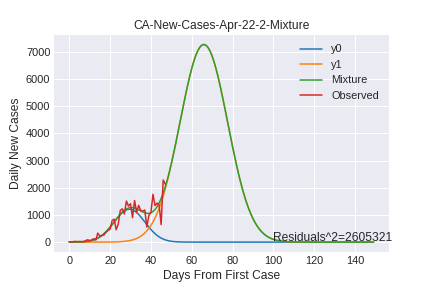 CA-New-Cases-Apr-22-2-Mixture
7000
6000
5000
4000
3000
2000
1000
0
Daily New Cases
y0
y1
Mixture
Observed
Residuals^2=2605321
0 20 40 60 80 100 120 140
Days From First Case